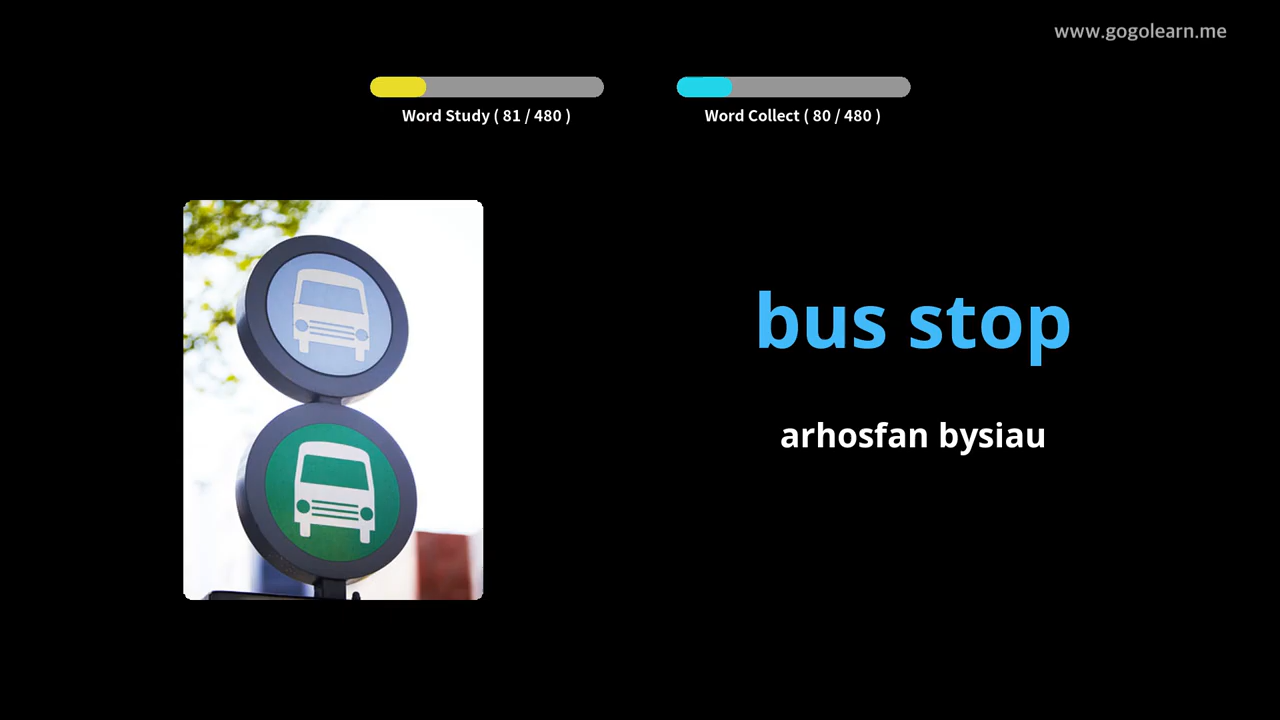 www.gogolearn.me
Word Study ( 81 / 480 )
Word Collect ( 80 / 480 )
bus stop
arhosfan bysiau